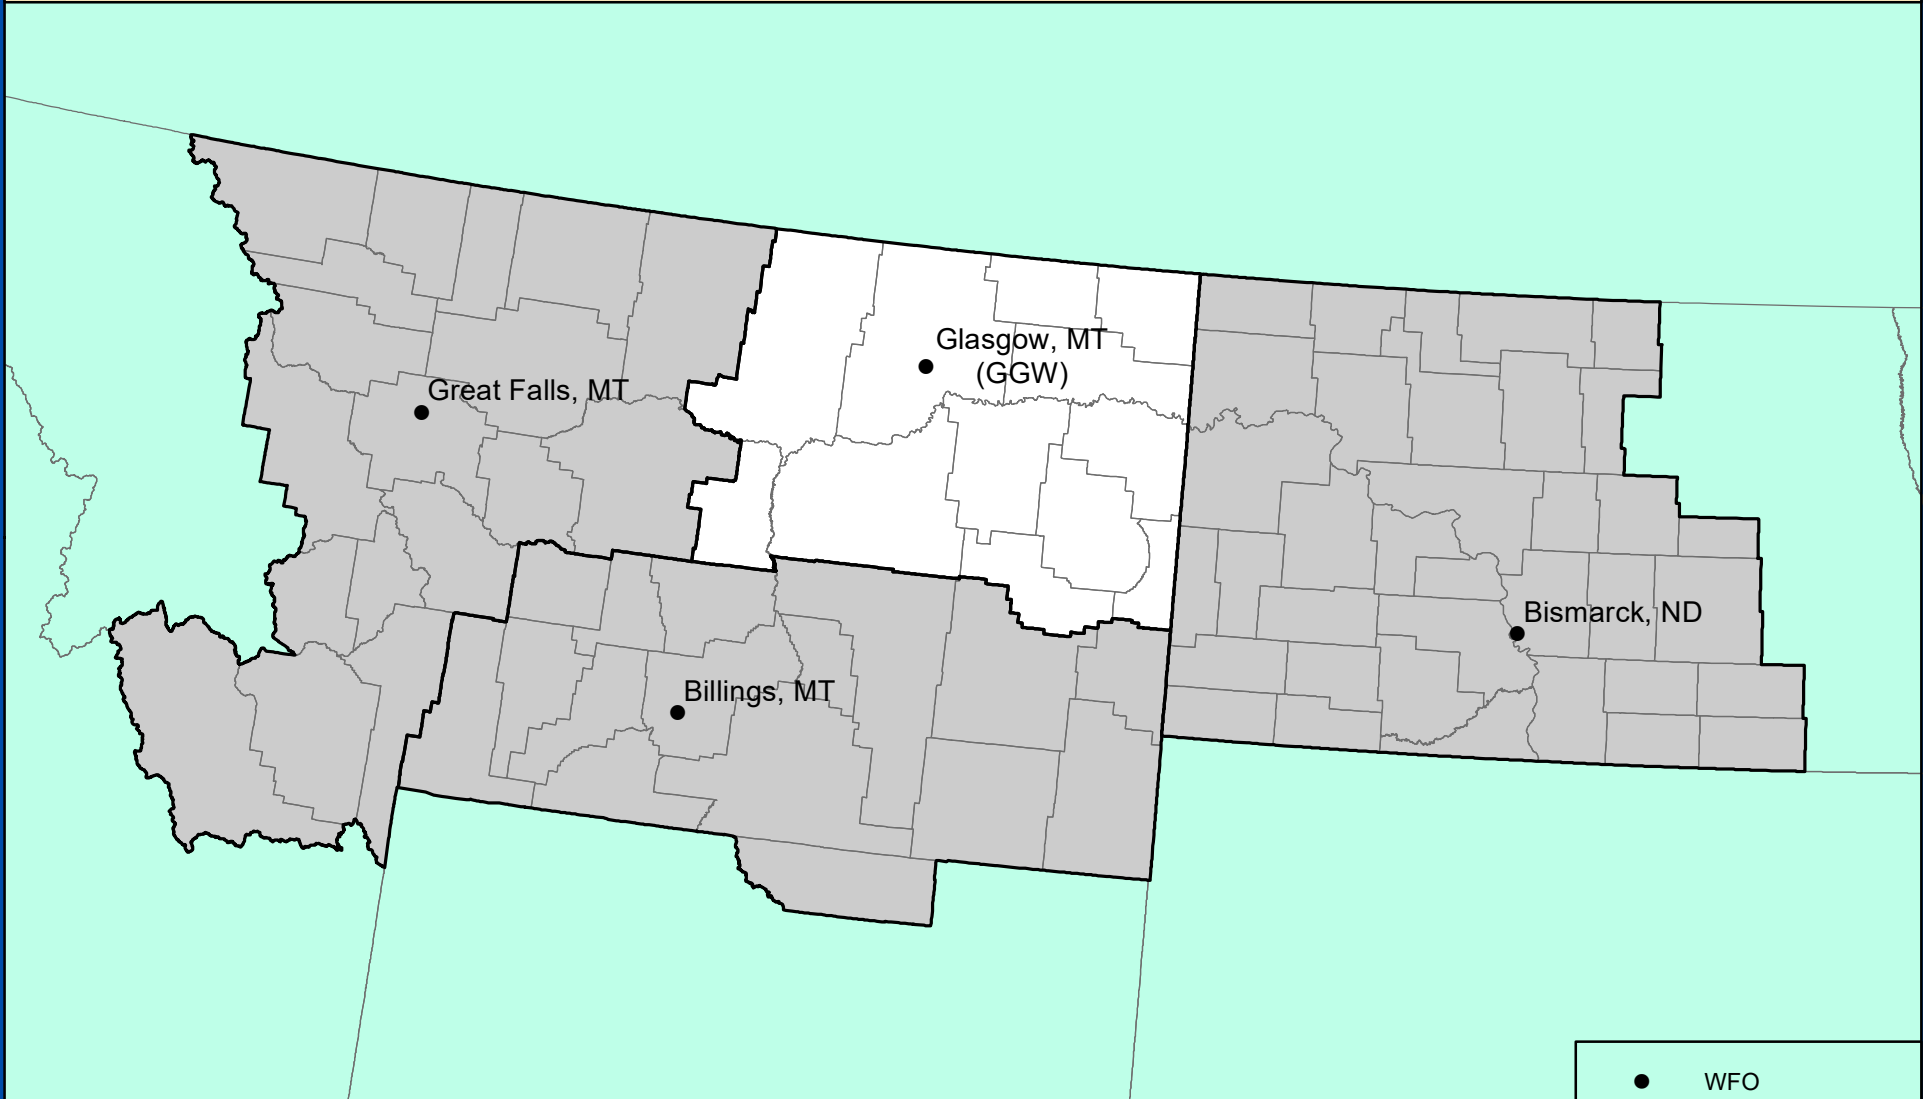 Glasgow, MT
(GGW)
Great Falls, MT
Bismarck, ND
Billings, MT
WFO